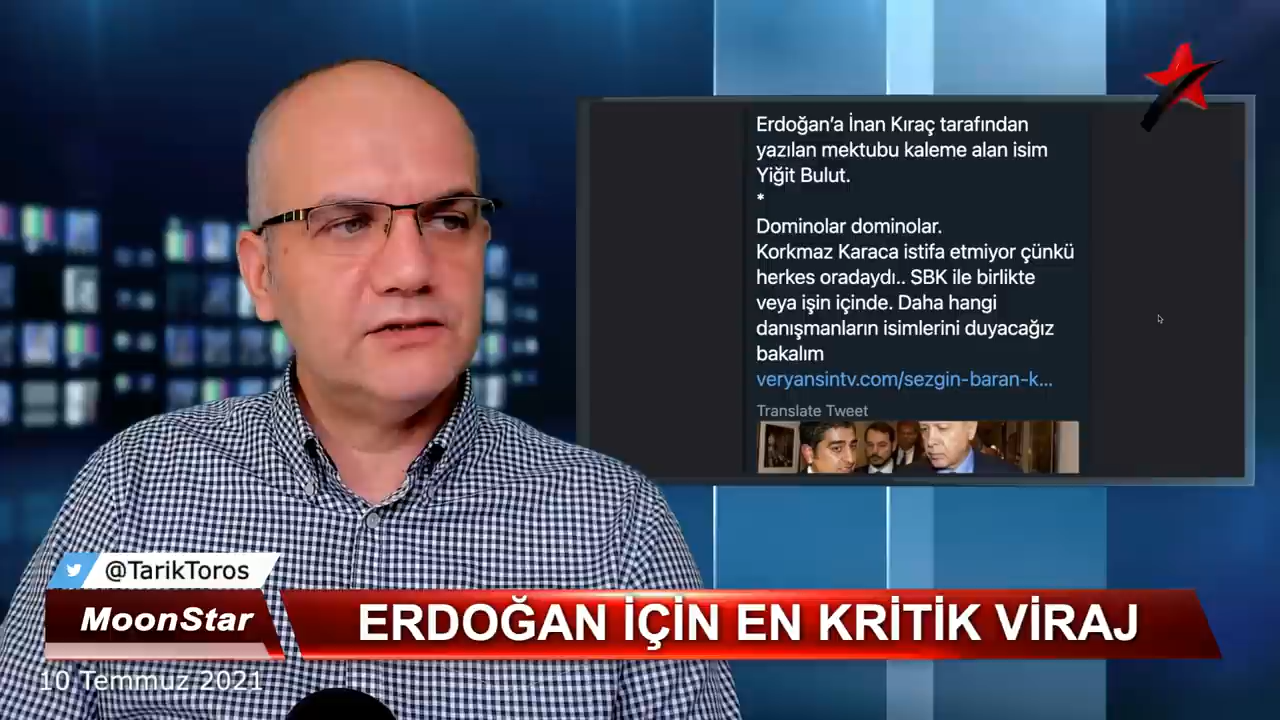 Erdoğan’a İnan Kıraç tarafından
yazılan mektubu kaleme alan isim
Yiğit Bulut.
*
Dominolar dominolar.
Korkmaz Karaca istifa etmiyor çünkü
herkes oradaydı.. SBK ile birlikte
veya işin içinde. Daha hangi
danışmanların isimlerini duyacağız
bakalım
veryansintv.com/sezgin-baran-k...
Translate Tweet
@TarikToros
MoonStar
ERDOĞAN İÇİN EN KRİTİK VİRAJ
10 Temmuz 2021